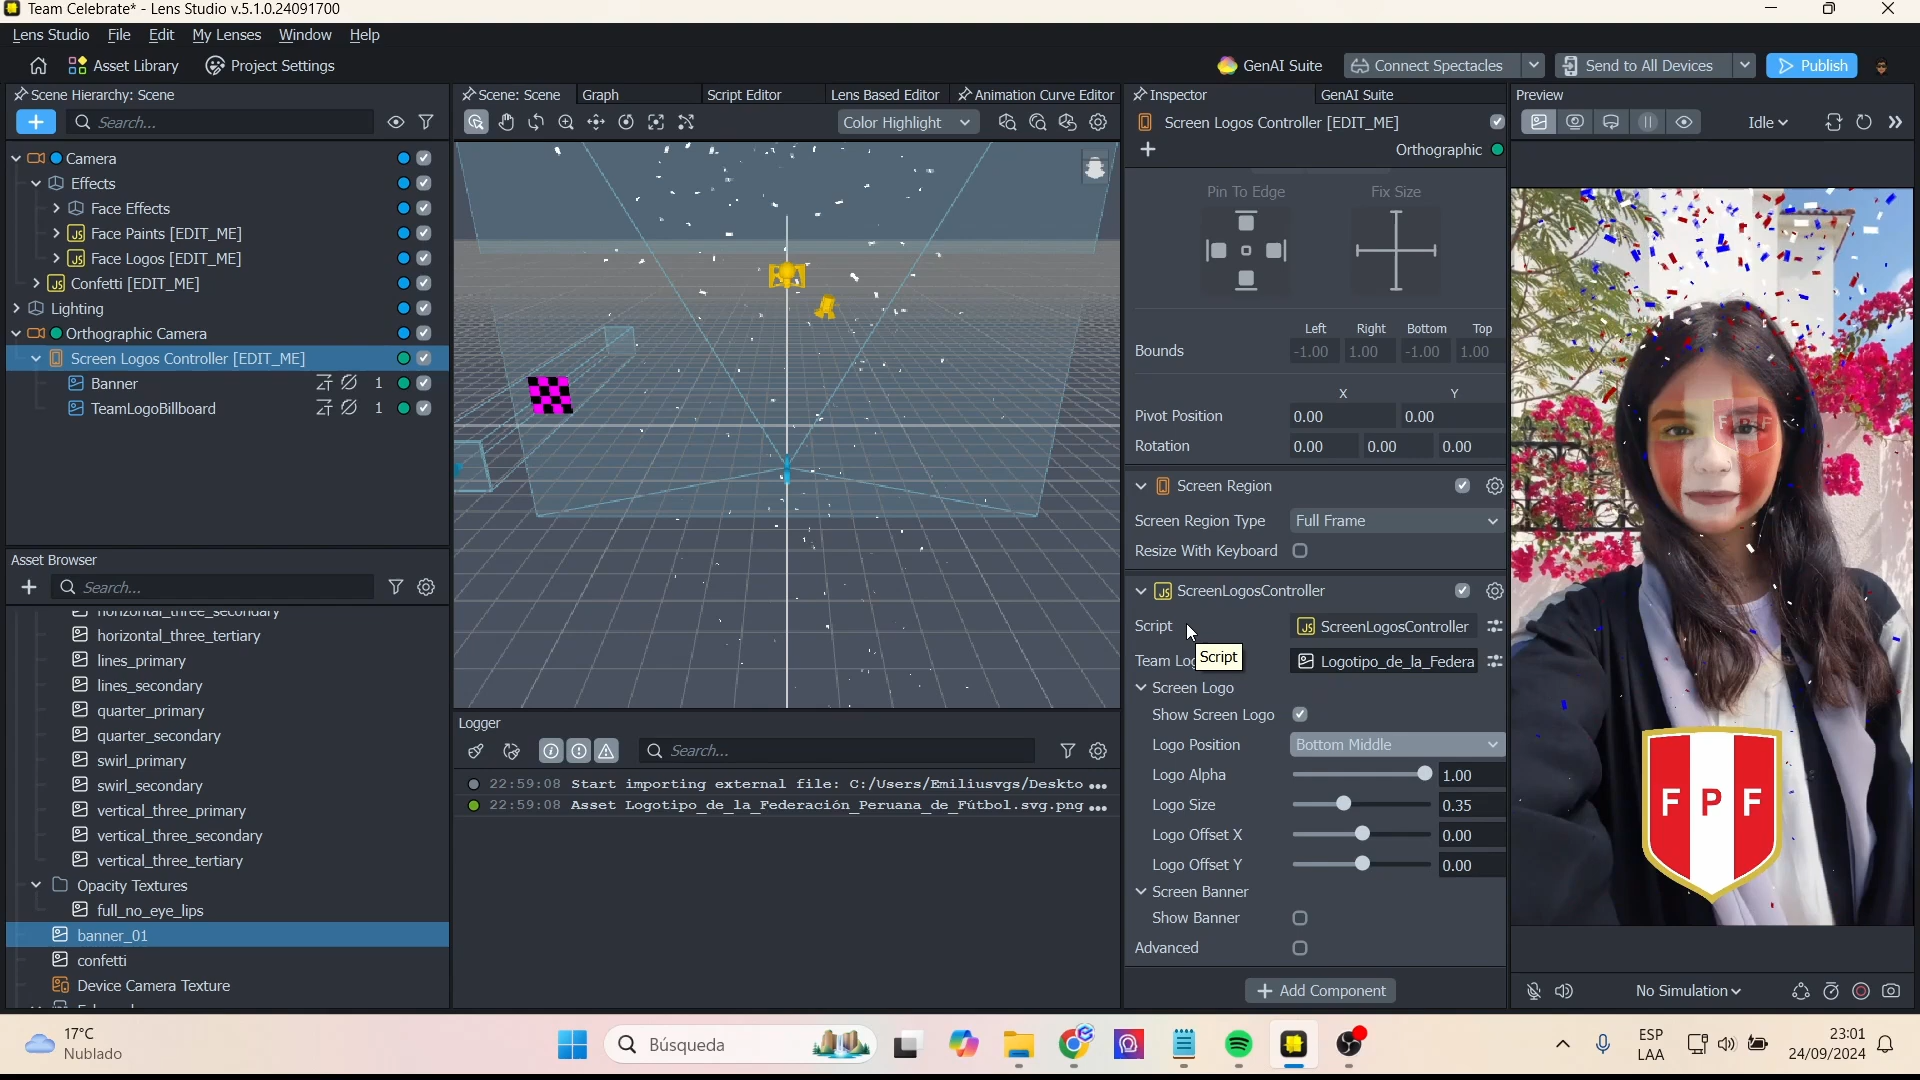 Team Celebrate* - Lens Studio v.5.1.0.24091700
Lens Studio File Edit My Lenses Window Help
Asset Library Project Settings
GenAI Suite Connect Spectacles Send to All Devices Publish
Scene Hierarchy: Scene
Search...
Camera
Effects
Face Effects
Face Paints [EDIT_ME]
Face Logos [EDIT_ME]
Confetti [EDIT_ME]
Lighting
Orthographic Camera
Screen Logos Controller [EDIT_ME]
Banner 1
TeamLogoBillboard 1
Asset Browser
Search...
horizontal_three_secondary
horizontal_three_tertiary
lines_primary
lines_secondary
quarter_primary
quarter_secondary
swirl_primary
swirl_secondary
vertical_three_primary
vertical_three_secondary
vertical_three_tertiary
Opacity Textures
full_no_eye_lips
banner_01
confetti
Device Camera Texture
Scene: Scene Graph Script Editor Lens Based Editor Animation Curve Editor
Color Highlight
Logger
Search...
22:59:08 Start importing external file: C:/Users/Emiliusvgs/Deskto ...
22:59:08 Asset Logotipo_de_la_Federación_Peruana_de_Fútbol.svg.png ...
Inspector GenAI Suite
Screen Logos Controller [EDIT_ME]
Orthographic
Pin To Edge Fix Size
Left Right Bottom Top
Bounds -1.00 1.00 -1.00 1.00
X Y
Pivot Position 0.00 0.00
Rotation 0.00 0.00 0.00
Screen Region
Screen Region Type Full Frame
Resize With Keyboard
ScreenLogosController
Script ScreenLogosController
Team Log Logotipo_de_la_Federa
Script
Screen Logo
Show Screen Logo
Logo Position Bottom Middle
Logo Alpha 1.00
Logo Size 0.35
Logo Offset X 0.00
Logo Offset Y 0.00
Screen Banner
Show Banner
Advanced
Add Component
Preview
Idle
FPF
F P F
No Simulation
17°C
Nublado
Búsqueda
ESP
LAA
23:01
24/09/2024